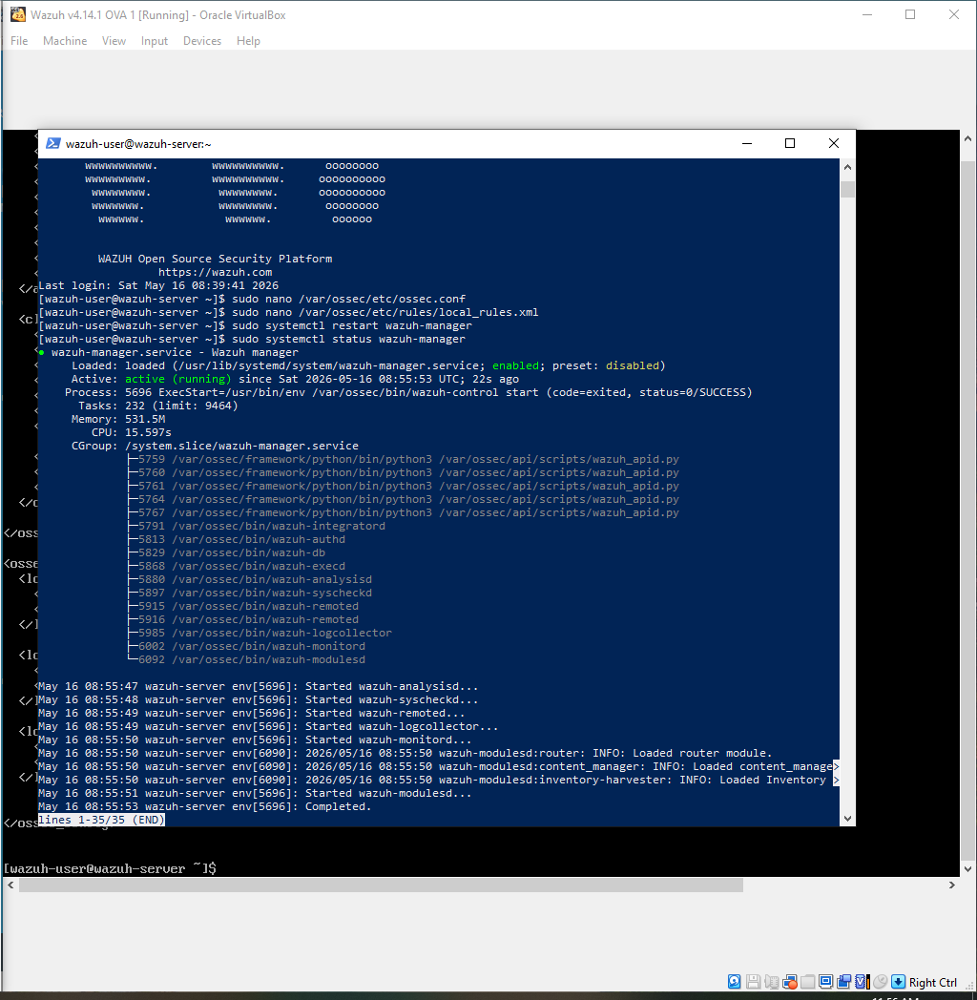 Wazuh v4.14.1 OVA 1 [Running] - Oracle VirtualBox
File Machine View Input Devices Help
wazuh-user@wazuh-server:~
wwwwwwwwww. wwwwwwwwww. oooooooo
wwwwwwwww. wwwwwwwwwww. oooooooooo
wwwwwwww. wwwwwwww. oooooooooo
wwwwwww. wwwwwwww. oooooooo
wwwwww. wwwwww. oooooo
WAZUH Open Source Security Platform
https://wazuh.com
Last login: Sat May 16 08:39:41 2026
[wazuh-user@wazuh-server ~]$ sudo nano /var/ossec/etc/ossec.conf
[wazuh-user@wazuh-server ~]$ sudo nano /var/ossec/etc/rules/local_rules.xml
[wazuh-user@wazuh-server ~]$ sudo systemctl restart wazuh-manager
[wazuh-user@wazuh-server ~]$ sudo systemctl status wazuh-manager
● wazuh-manager.service - Wazuh manager
Loaded: loaded (/usr/lib/systemd/system/wazuh-manager.service; enabled; preset: disabled)
Active: active (running) since Sat 2026-05-16 08:55:53 UTC; 22s ago
Process: 5696 ExecStart=/usr/bin/env /var/ossec/bin/wazuh-control start (code=exited, status=0/SUCCESS)
Tasks: 232 (limit: 9464)
Memory: 531.5M
CPU: 15.597s
CGroup: /system.slice/wazuh-manager.service
├─5759 /var/ossec/framework/python/bin/python3 /var/ossec/api/scripts/wazuh_apid.py
├─5760 /var/ossec/framework/python/bin/python3 /var/ossec/api/scripts/wazuh_apid.py
├─5761 /var/ossec/framework/python/bin/python3 /var/ossec/api/scripts/wazuh_apid.py
├─5764 /var/ossec/framework/python/bin/python3 /var/ossec/api/scripts/wazuh_apid.py
├─5767 /var/ossec/framework/python/bin/python3 /var/ossec/api/scripts/wazuh_apid.py
├─5791 /var/ossec/bin/wazuh-integratord
├─5813 /var/ossec/bin/wazuh-authd
├─5829 /var/ossec/bin/wazuh-db
├─5868 /var/ossec/bin/wazuh-execd
├─5880 /var/ossec/bin/wazuh-analysisd
├─5897 /var/ossec/bin/wazuh-syscheckd
├─5915 /var/ossec/bin/wazuh-remoted
├─5916 /var/ossec/bin/wazuh-remoted
├─5985 /var/ossec/bin/wazuh-logcollector
├─6002 /var/ossec/bin/wazuh-monitord
└─6092 /var/ossec/bin/wazuh-modulesd
May 16 08:55:47 wazuh-server env[5696]: Started wazuh-analysisd...
May 16 08:55:48 wazuh-server env[5696]: Started wazuh-syscheckd...
May 16 08:55:49 wazuh-server env[5696]: Started wazuh-remoted...
May 16 08:55:49 wazuh-server env[5696]: Started wazuh-logcollector...
May 16 08:55:50 wazuh-server env[5696]: Started wazuh-monitord...
May 16 08:55:50 wazuh-server env[6090]: 2026/05/16 08:55:50 wazuh-modulesd:router: INFO: Loaded router module.
May 16 08:55:50 wazuh-server env[6090]: 2026/05/16 08:55:50 wazuh-modulesd:content_manager: INFO: Loaded content_manage>
May 16 08:55:50 wazuh-server env[6090]: 2026/05/16 08:55:50 wazuh-modulesd:inventory-harvester: INFO: Loaded Inventory >
May 16 08:55:51 wazuh-server env[5696]: Started wazuh-modulesd...
May 16 08:55:53 wazuh-server env[5696]: Completed.
lines 1-35/35 (END)
[wazuh-user@wazuh-server ~]$
Right Ctrl